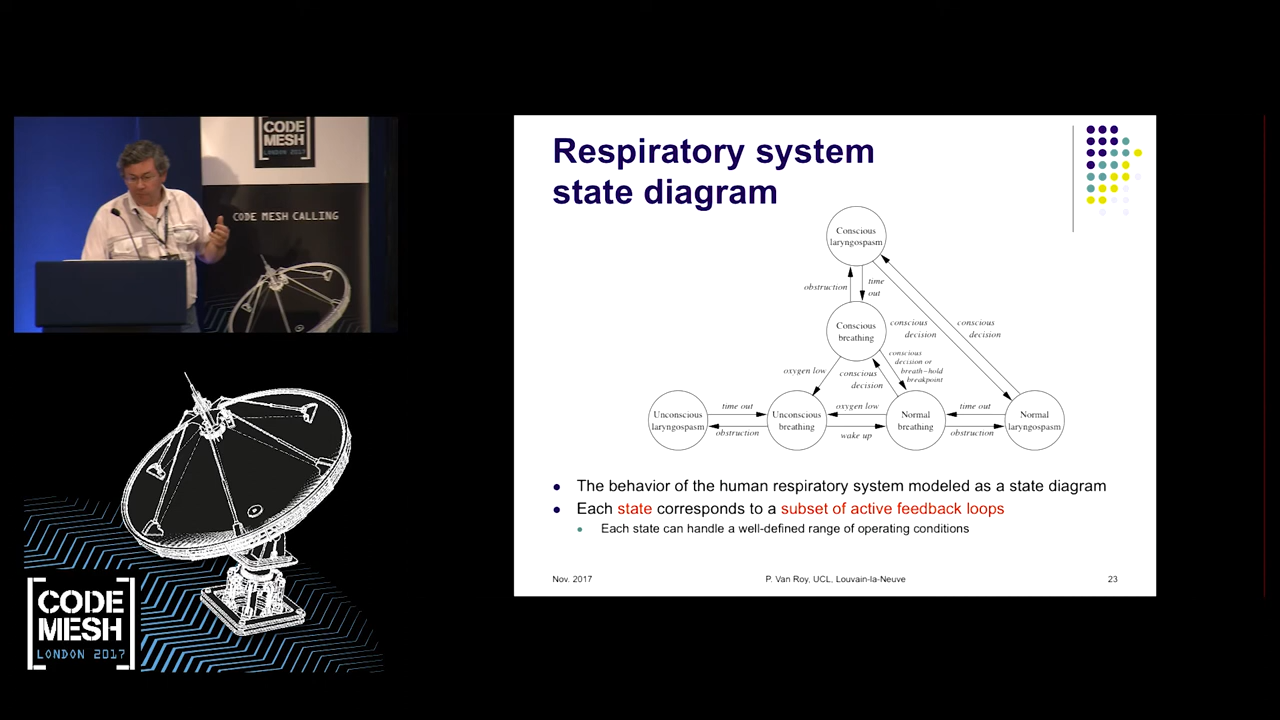 CODE
MESH
LONDON 2017
CODE MESH CALLING
Respiratory system
state diagram
Conscious
laryngospasm
obstruction
time
out
Conscious
breathing
conscious
decision
conscious
decision
conscious
decision or
breath-hold
breakpoint
oxygen low
conscious
decision
Unconscious
laryngospasm
time out
obstruction
Unconscious
breathing
oxygen low
wake up
Normal
breathing
time out
obstruction
Normal
laryngospasm
The behavior of the human respiratory system modeled as a state diagram
Each state corresponds to a subset of active feedback loops
Each state can handle a well-defined range of operating conditions
Nov. 2017
P. Van Roy, UCL, Louvain-la-Neuve
23
CODE
MESH
LONDON 2017